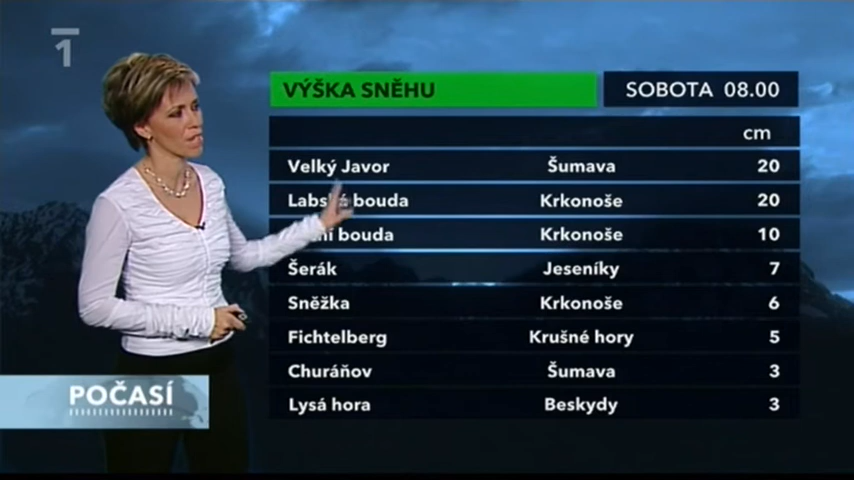 1
VÝŠKA SNĚHU SOBOTA 08.00
cm
Velký Javor Šumava 20
bouda Krkonoše 20
bouda Krkonoše 10
Šerák Jeseníky 7
Sněžka Krkonoše 6
Fichtelberg Krušné hory 5
Churáňov Šumava 3
Lysá hora Beskydy 3
POČASÍ